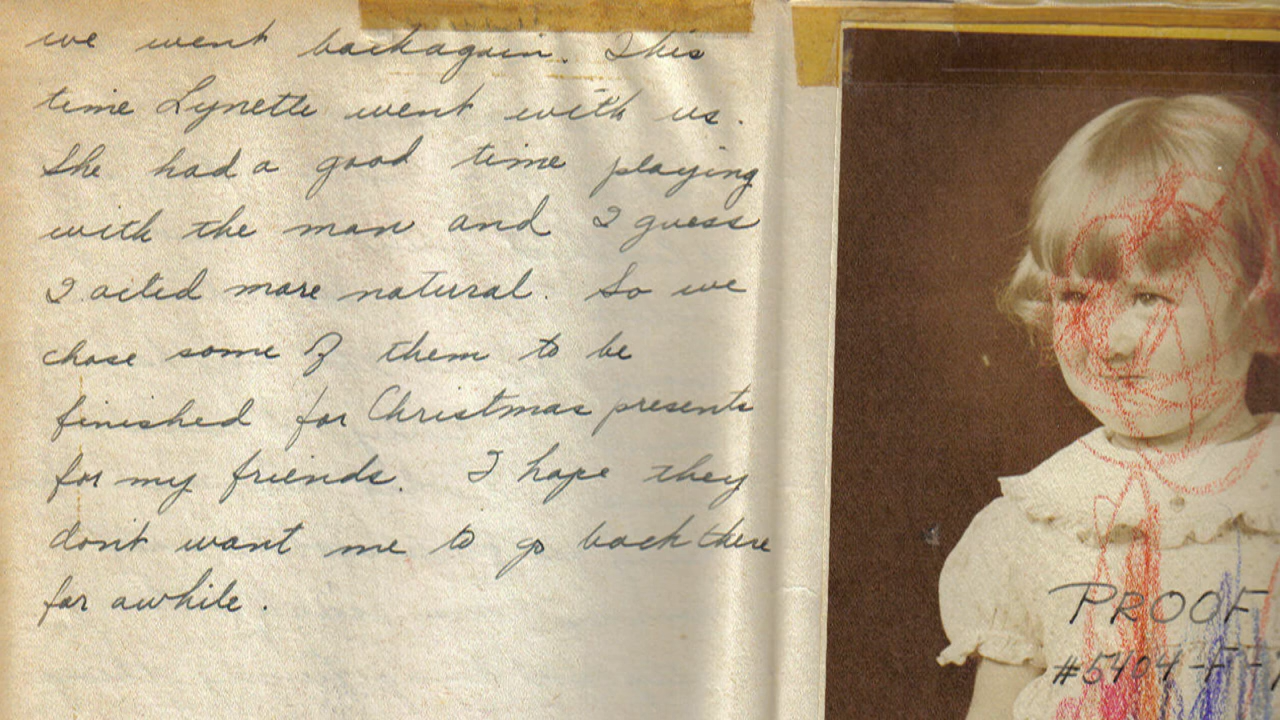 we went back again. This
time Lynette went with us.
She had a good time playing
with the man and I guess
I acted more natural. So we
chose some of them to be
finished for Christmas presents
for my friends. I hope they
don't want me to go back there
for awhile.
PROOF
#5404-F-